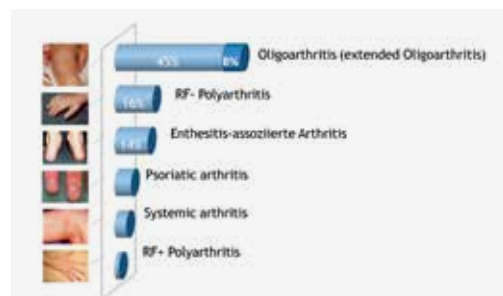 45% 8% Oligoarthritis (extended Oligoarthritis)
16% RF- Polyarthritis
14% Enthesitis-assoziierte Arthritis
Psoriatic arthritis
Systemic arthritis
RF+ Polyarthritis